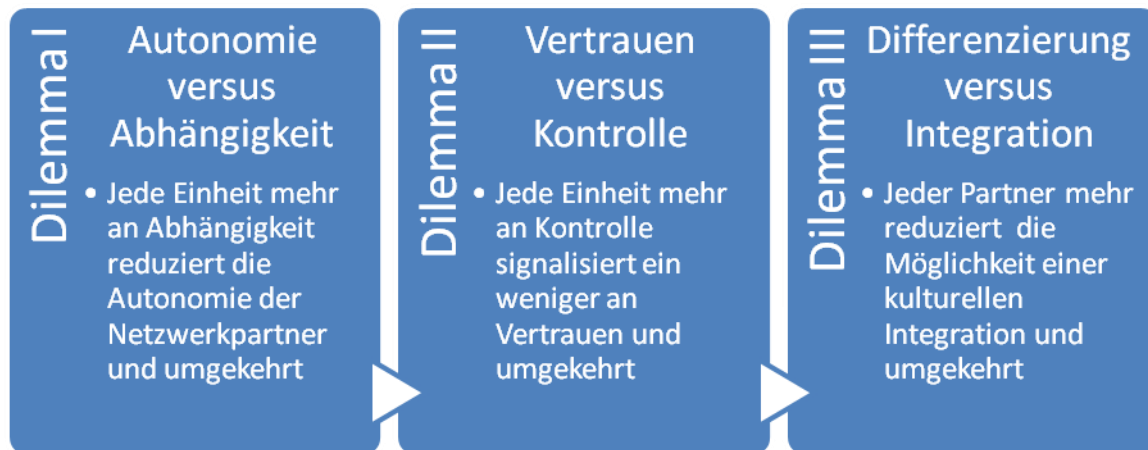 Dilemma I
Autonomie
versus
Abhängigkeit
• Jede Einheit mehr
an Abhängigkeit
reduziert die
Autonomie der
Netzwerkpartner
und umgekehrt
Dilemma II
Vertrauen
versus
Kontrolle
• Jede Einheit mehr
an Kontrolle
signalisiert ein
weniger an
Vertrauen und
umgekehrt
Dilemma III
Differenzierung
versus
Integration
• Jeder Partner mehr
reduziert die
Möglichkeit einer
kulturellen
Integration und
umgekehrt